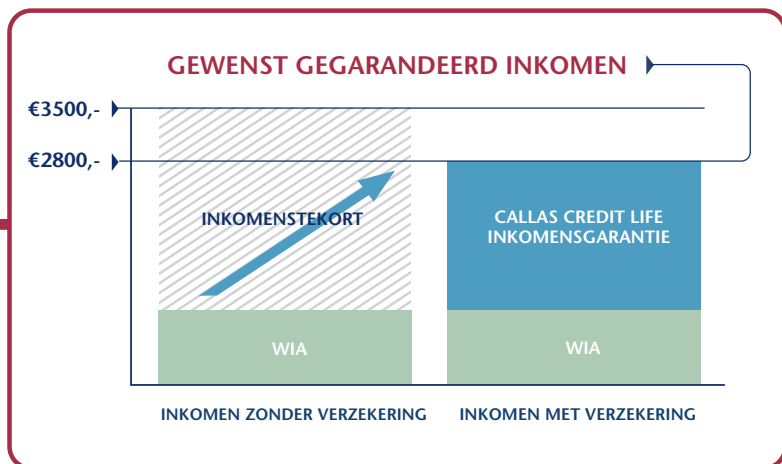 GEWENST GEGARANDEERD INKOMEN
€3500,-
€2800,-
INKOMENSTEKORT
CALLAS CREDIT LIFE
INKOMENSGARANTIE
WIA
WIA
INKOMEN ZONDER VERZEKERING
INKOMEN MET VERZEKERING